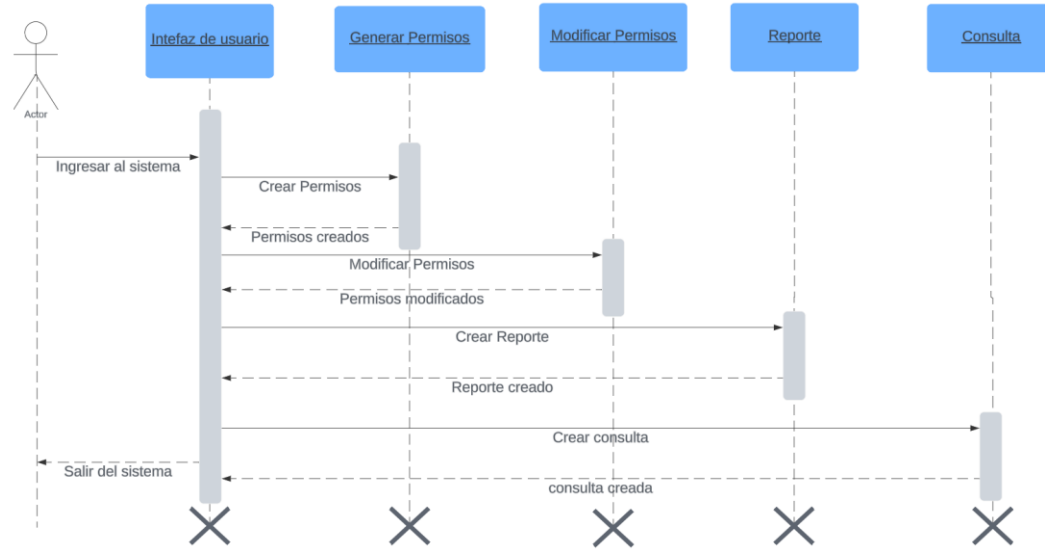 Intefaz de usuario
Generar Permisos
Modificar Permisos
Reporte
Consulta
Actor
Ingresar al sistema
Crear Permisos
Permisos creados
Modificar Permisos
Permisos modificados
Crear Reporte
Reporte creado
Crear consulta
Salir del sistema
consulta creada